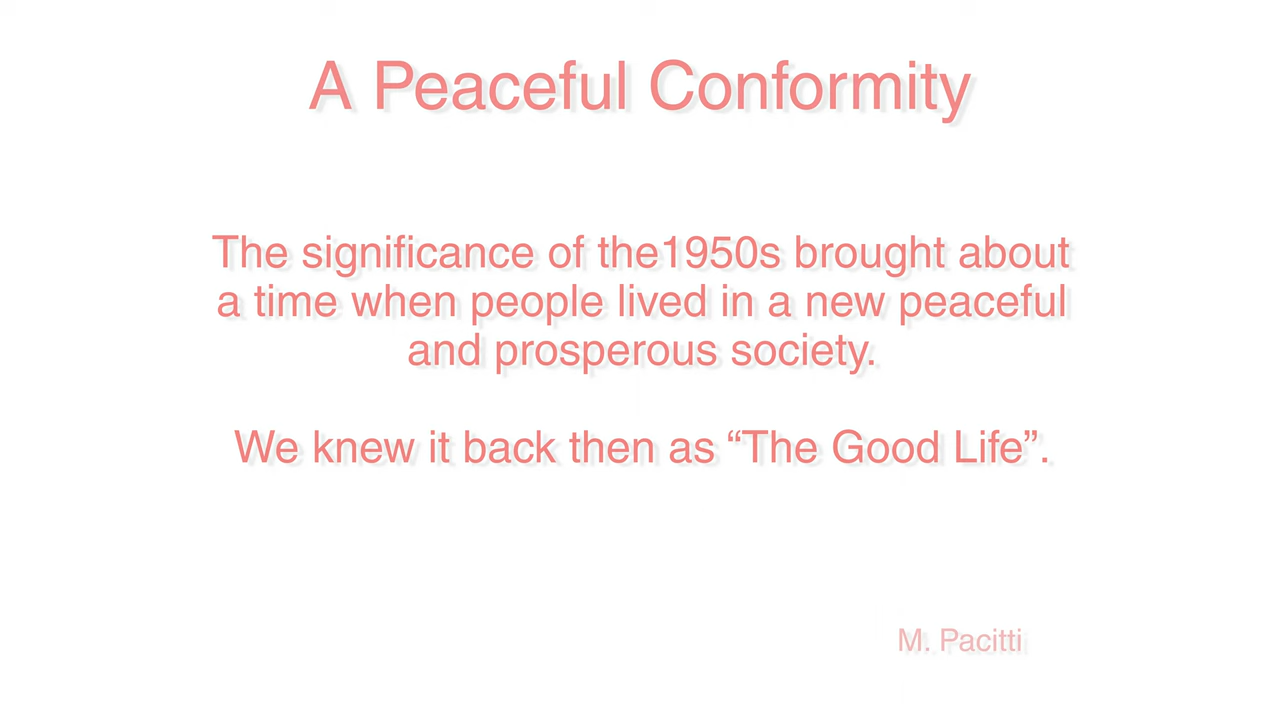 A Peaceful Conformity
The significance of the1950s brought about
a time when people lived in a new peaceful
and prosperous society.
We knew it back then as “The Good Life”.
M. Pacitti